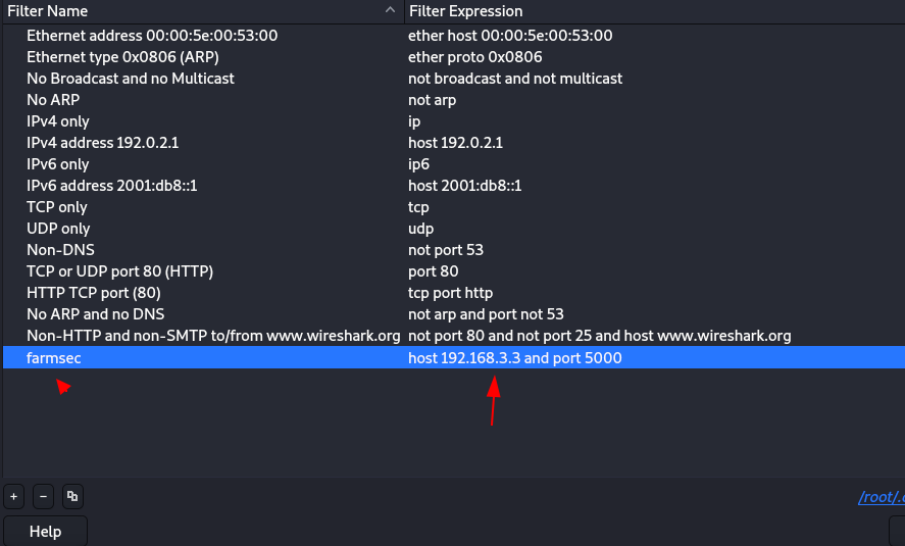 Filter Name Filter Expression
Ethernet address 00:00:5e:00:53:00 ether host 00:00:5e:00:53:00
Ethernet type 0x0806 (ARP) ether proto 0x0806
No Broadcast and no Multicast not broadcast and not multicast
No ARP not arp
IPv4 only ip
IPv4 address 192.0.2.1 host 192.0.2.1
IPv6 only ip6
IPv6 address 2001:db8::1 host 2001:db8::1
TCP only tcp
UDP only udp
Non-DNS not port 53
TCP or UDP port 80 (HTTP) port 80
HTTP TCP port (80) tcp port http
No ARP and no DNS not arp and port not 53
Non-HTTP and non-SMTP to/from www.wireshark.org not port 80 and not port 25 and host www.wireshark.org
farmsec host 192.168.3.3 and port 5000
+ −
/root/.
Help